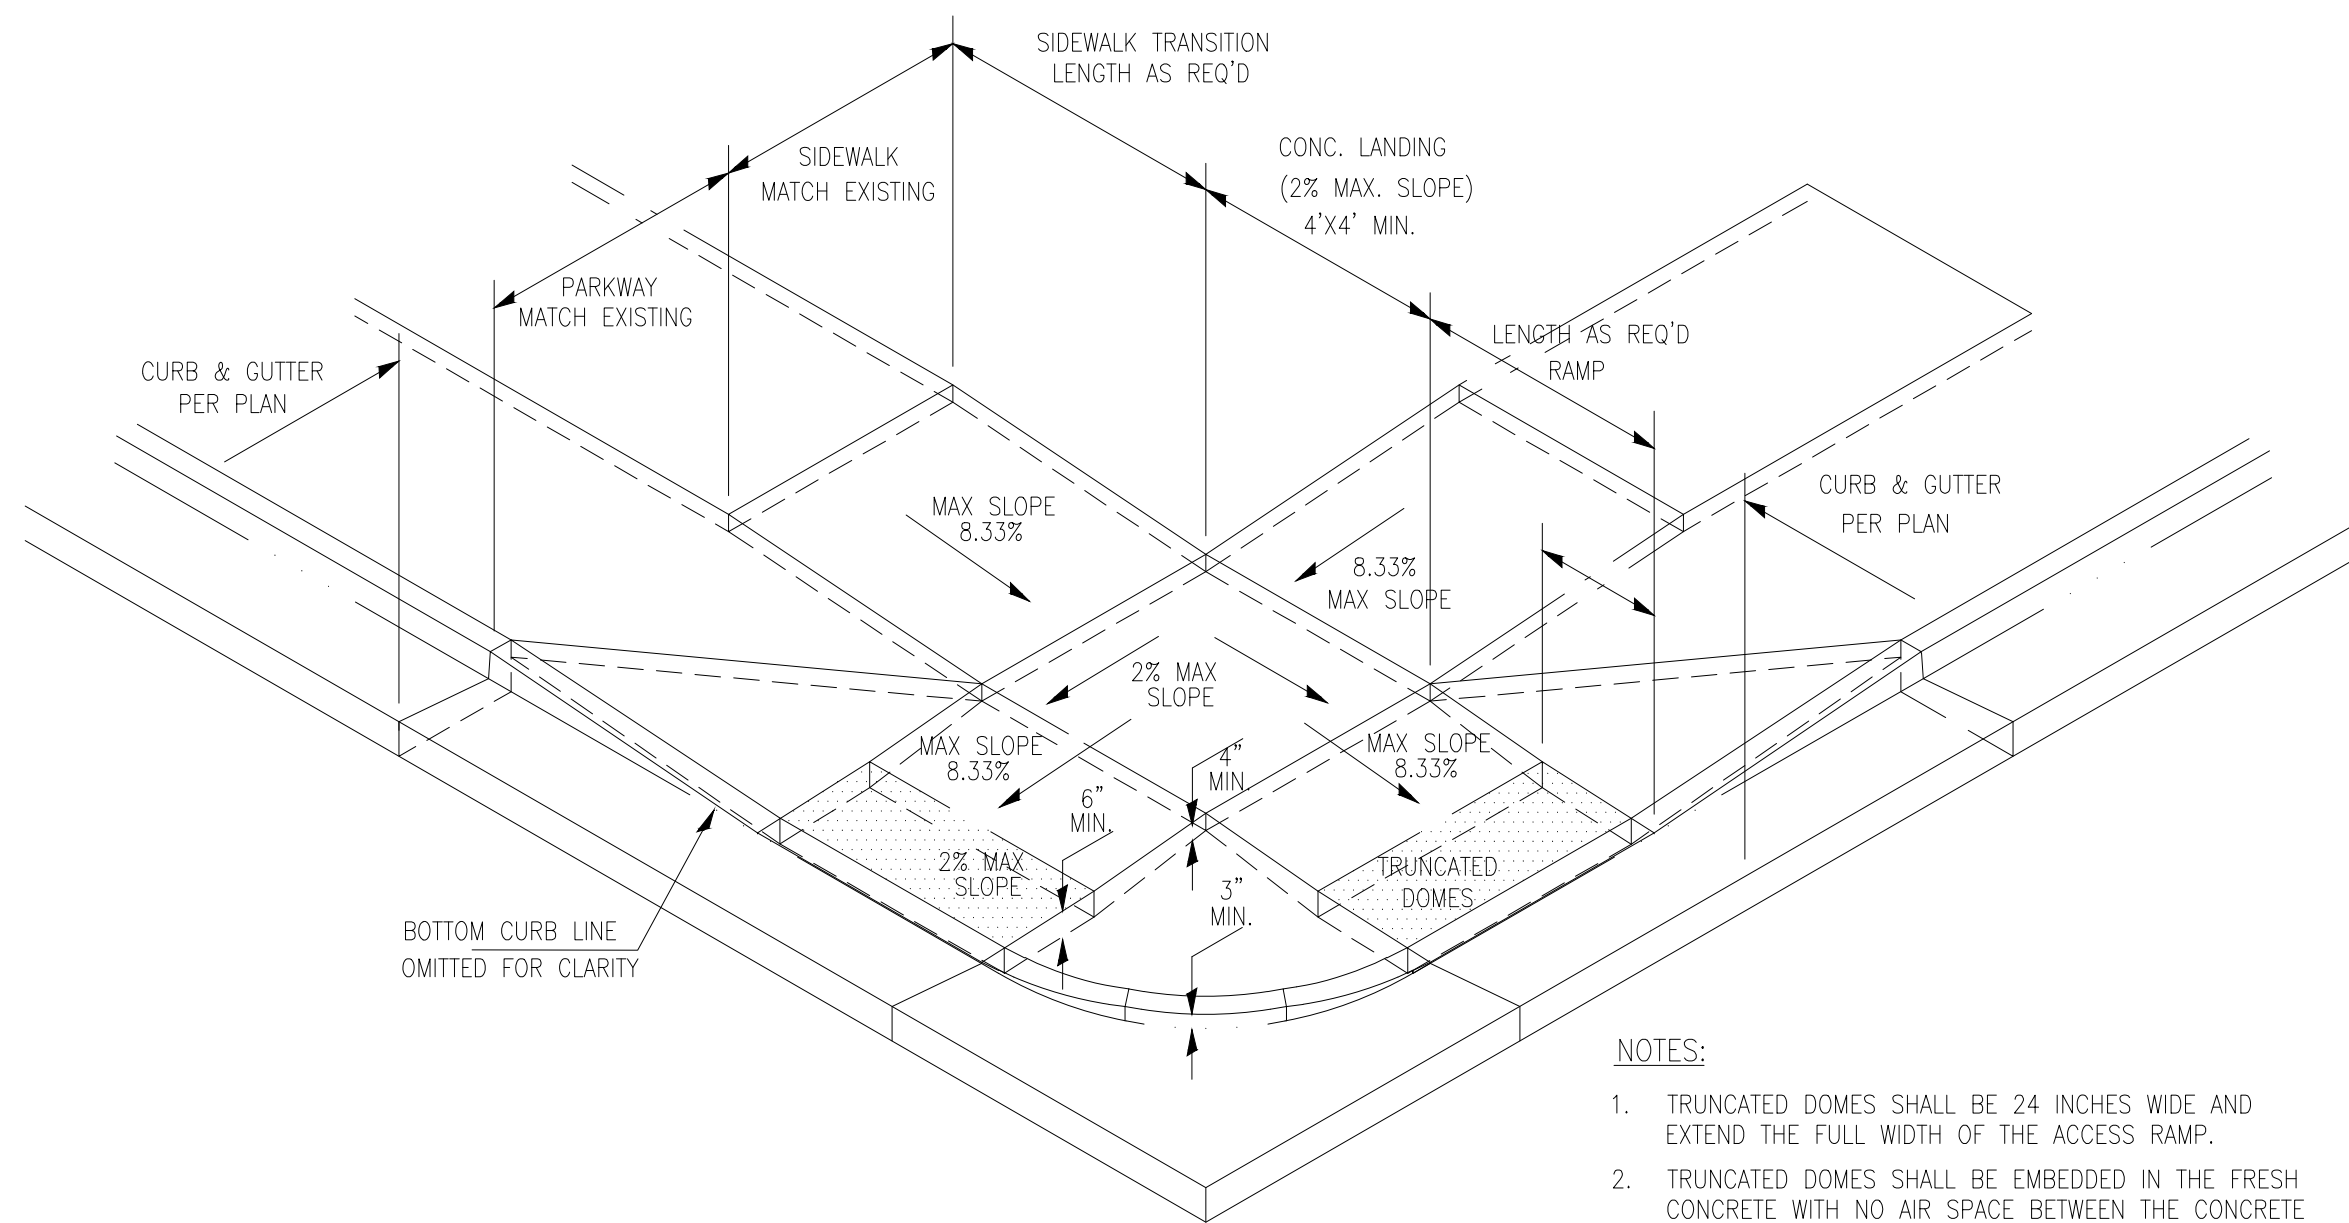 SIDEWALK TRANSITION
LENGTH AS REQ'D
SIDEWALK
MATCH EXISTING
CONC. LANDING
(2% MAX. SLOPE)
4'X4' MIN.
PARKWAY
MATCH EXISTING
LENGTH AS REQ'D
RAMP
CURB & GUTTER
PER PLAN
CURB & GUTTER
PER PLAN
MAX SLOPE
8.33%
8.33%
MAX SLOPE
2% MAX
SLOPE
MAX SLOPE
8.33%
4"
MIN.
MAX SLOPE
8.33%
6"
MIN.
2% MAX
SLOPE
3"
MIN.
TRUNCATED
DOMES
BOTTOM CURB LINE
OMITTED FOR CLARITY
NOTES:
1. TRUNCATED DOMES SHALL BE 24 INCHES WIDE AND
EXTEND THE FULL WIDTH OF THE ACCESS RAMP.
2. TRUNCATED DOMES SHALL BE EMBEDDED IN THE FRESH
CONCRETE WITH NO AIR SPACE BETWEEN THE CONCRETE